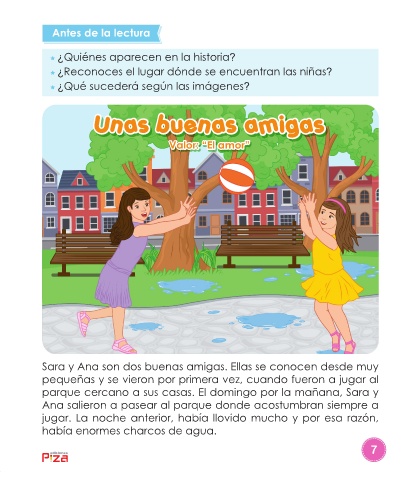 Antes de la lectura
¿Quiénes aparecen en la historia?
¿Reconoces el lugar dónde se encuentran las niñas?
¿Qué sucederá según las imágenes?
Unas buenas amigas
Valor: "El amor"
Sara y Ana son dos buenas amigas. Ellas se conocen desde muy
pequeñas y se vieron por primera vez, cuando fueron a jugar al
parque cercano a sus casas. El domingo por la mañana, Sara y
Ana salieron a pasear al parque donde acostumbran siempre a
jugar. La noche anterior, había llovido mucho y por esa razón,
había enormes charcos de agua.
7